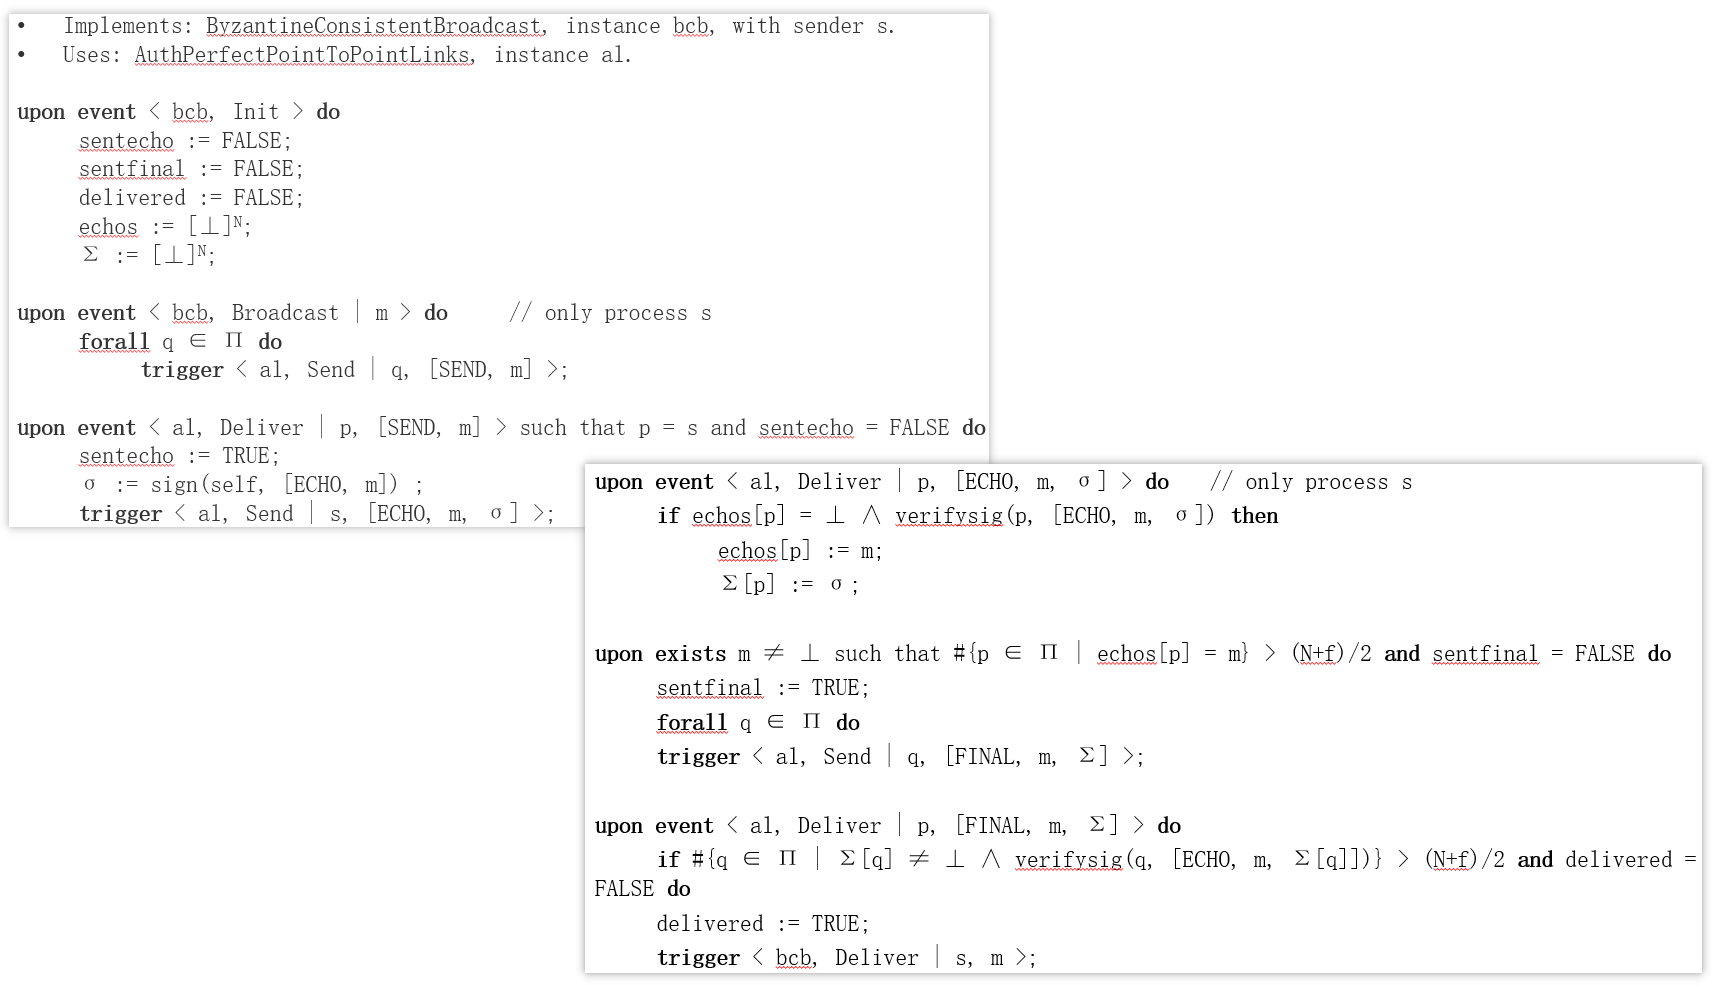 • Implements: ByzantineConsistentBroadcast, instance bcb, with sender s.
• Uses: AuthPerfectPointToPointLinks, instance al.
upon event < bcb, Init > do
sentecho := FALSE;
sentfinal := FALSE;
delivered := FALSE;
echos := [⊥]ᴺ;
Σ := [⊥]ᴺ;
upon event < bcb, Broadcast | m > do // only process s
forall q ∈ Π do
trigger < al, Send | q, [SEND, m] >;
upon event < al, Deliver | p, [SEND, m] > such that p = s and sentecho = FALSE do
sentecho := TRUE;
σ := sign(self, [ECHO, m]) ;
trigger < al, Send | s, [ECHO, m, σ] >;
upon event < al, Deliver | p, [ECHO, m, σ] > do // only process s
if echos[p] = ⊥ ∧ verifysig(p, [ECHO, m, σ]) then
echos[p] := m;
Σ[p] := σ;
upon exists m ≠ ⊥ such that #{p ∈ Π | echos[p] = m} > (N+f)/2 and sentfinal = FALSE do
sentfinal := TRUE;
forall q ∈ Π do
trigger < al, Send | q, [FINAL, m, Σ] >;
upon event < al, Deliver | p, [FINAL, m, Σ] > do
if #{q ∈ Π | Σ[q] ≠ ⊥ ∧ verifysig(q, [ECHO, m, Σ[q]])} > (N+f)/2 and delivered =
FALSE do
delivered := TRUE;
trigger < bcb, Deliver | s, m >;